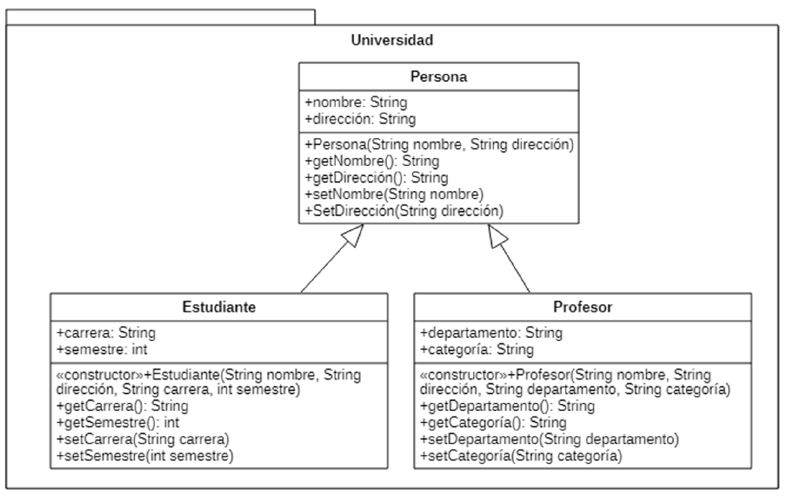 Universidad
Persona
+nombre: String
+dirección: String
+Persona(String nombre, String dirección)
+getNombre(): String
+getDirección(): String
+setNombre(String nombre)
+SetDirección(String dirección)
Estudiante
+carrera: String
+semestre: int
«constructor»+Estudiante(String nombre, String
dirección, String carrera, int semestre)
+getCarrera(): String
+getSemestre(): int
+setCarrera(String carrera)
+setSemestre(int semestre)
Profesor
+departamento: String
+categoría: String
«constructor»+Profesor(String nombre, String
dirección, String departamento, String categoría)
+getDepartamento(): String
+getCategoría(): String
+setDepartamento(String departamento)
+setCategoría(String categoría)